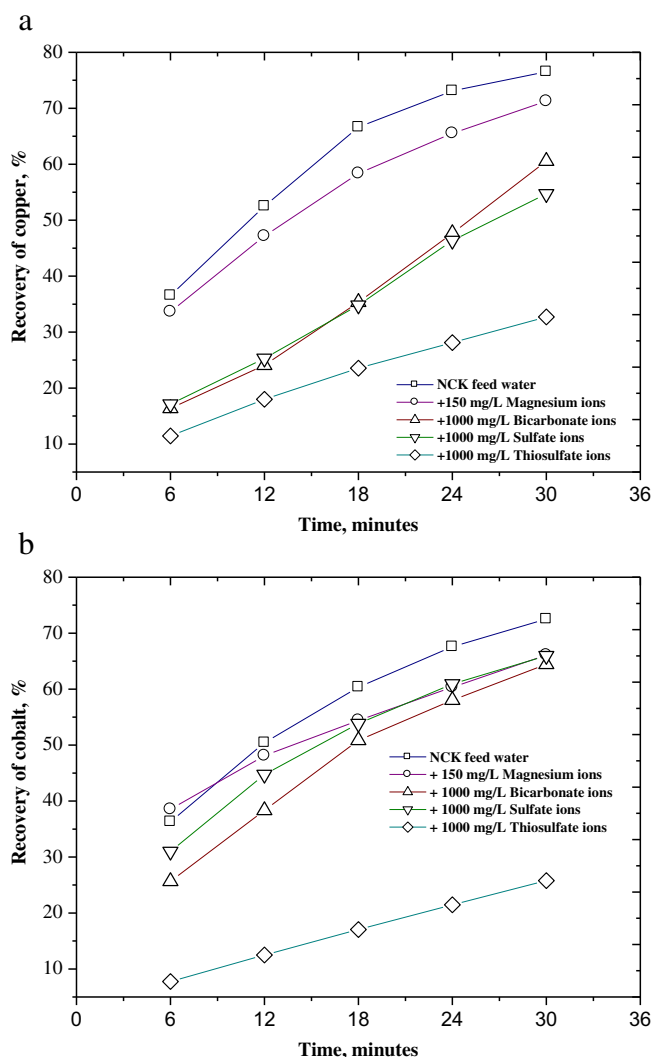 a
80
70
60
50
40
30
20
10
Recovery of copper, %
NCK feed water
+150 mg/L Magnesium ions
+1000 mg/L Bicarbonate ions
+1000 mg/L Sulfate ions
+1000 mg/L Thiosulfate ions
0 6 12 18 24 30 36
Time, minutes
b
80
70
60
50
40
30
20
10
Recovery of cobalt, %
NCK feed water
+ 150 mg/L Magnesium ions
+ 1000 mg/L Bicarbonate ions
+ 1000 mg/L Sulfate ions
+ 1000 mg/L Thiosulfate ions
0 6 12 18 24 30 36
Time, minutes